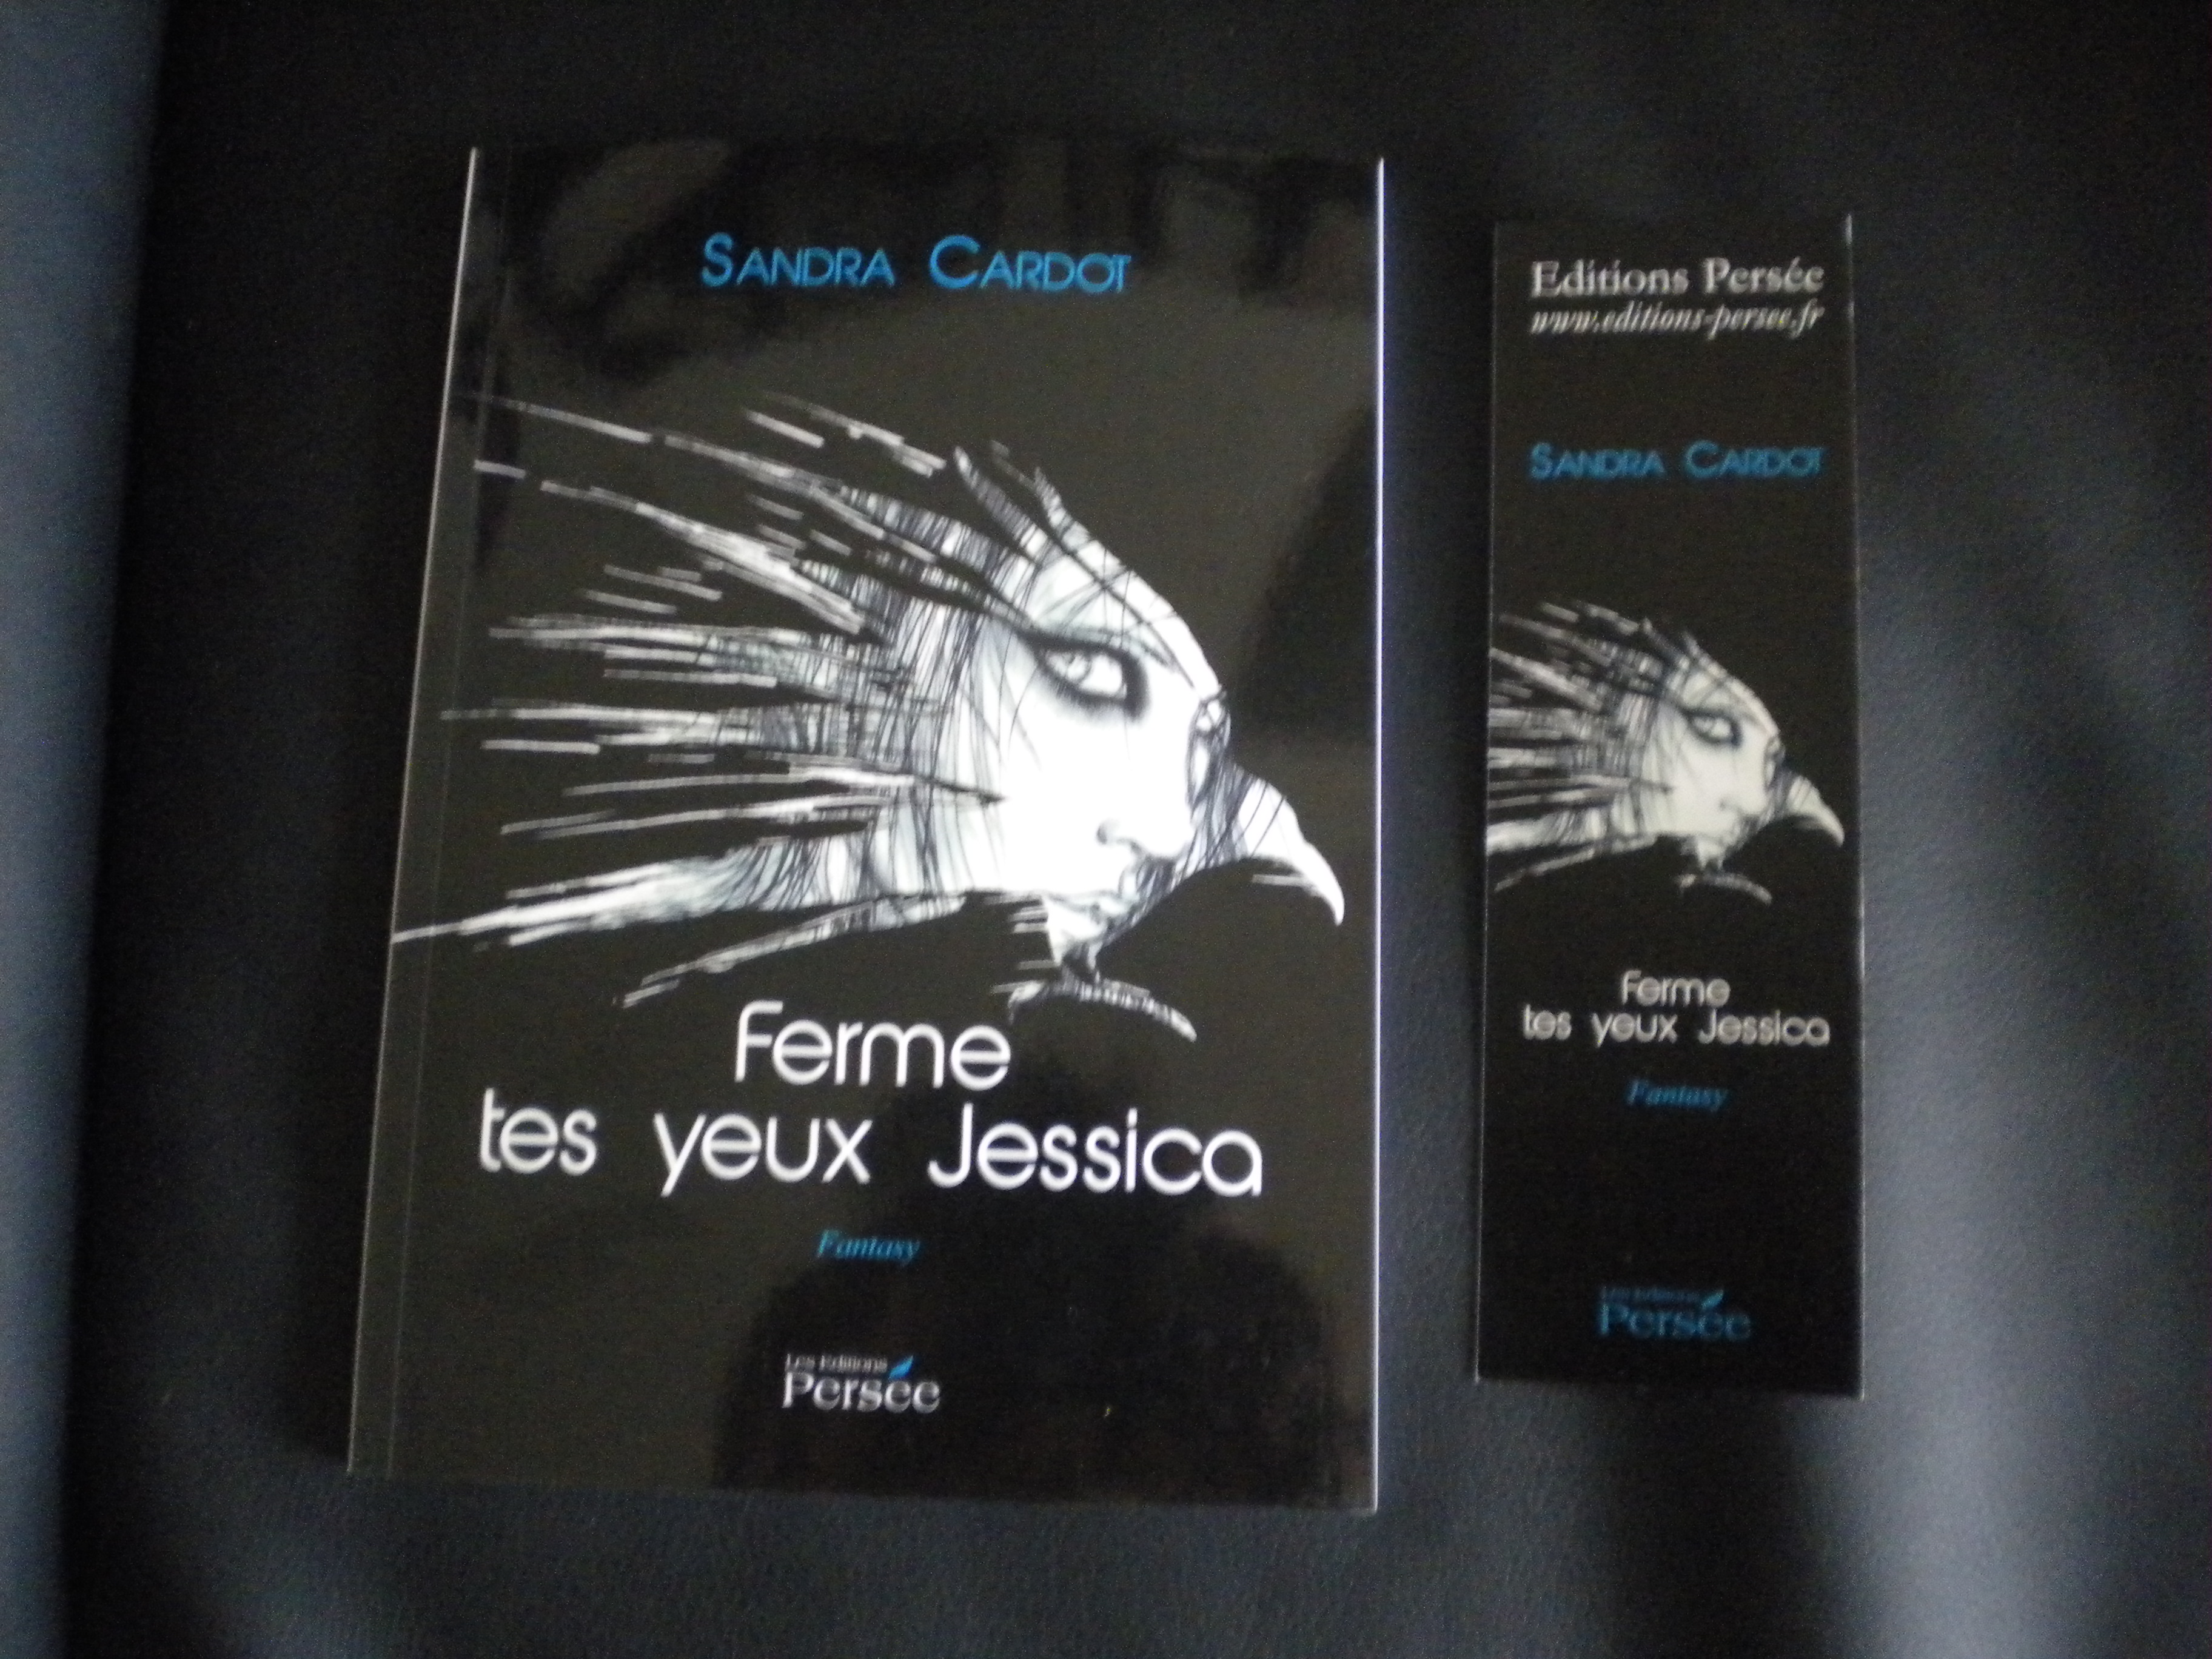 SANDRA CARDOT
Ferme
tes yeux Jessica
Fantasy
Les Editions
Persée
Editions Persée
www.editions-persee.fr
SANDRA CARDOT
Ferme
tes yeux Jessica
Fantasy
Les Editions
Persée